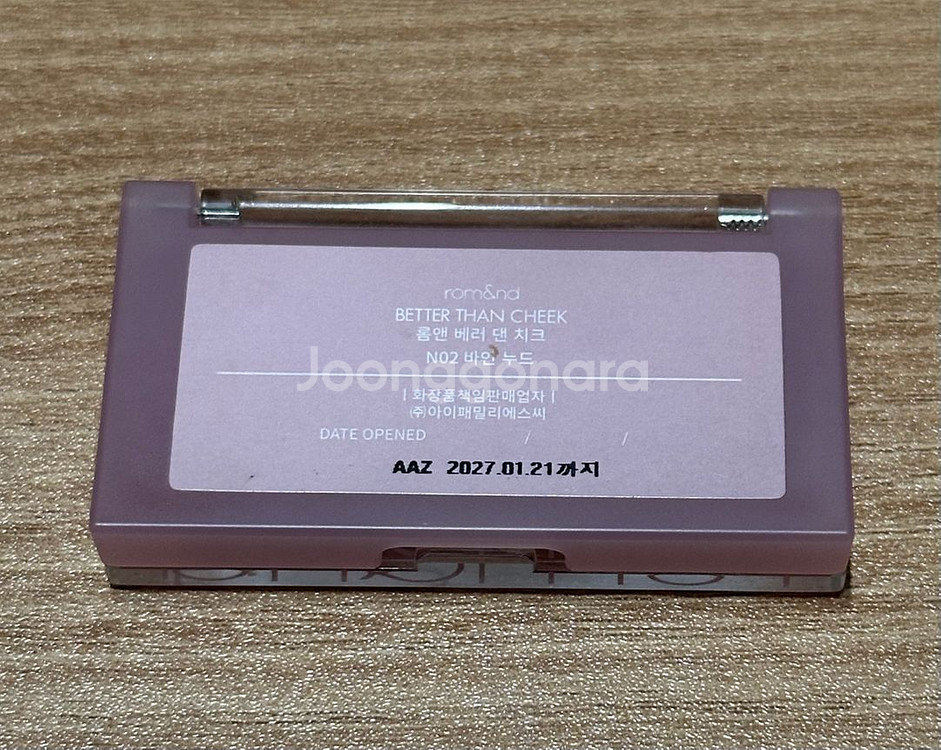 rom&nd
BETTER THAN CHEEK
롬앤 베러 댄 치크
N02 바인 누드
Joonggonara
| 화장품책임판매업자 |
㈜아이패밀리에스씨
DATE OPENED / /
AAZ 2027.01.21까지